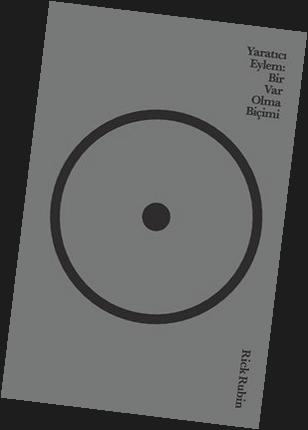 Yaratıcı
Eylem:
Bir
Var
Olma
Biçimi
Rick Rubin